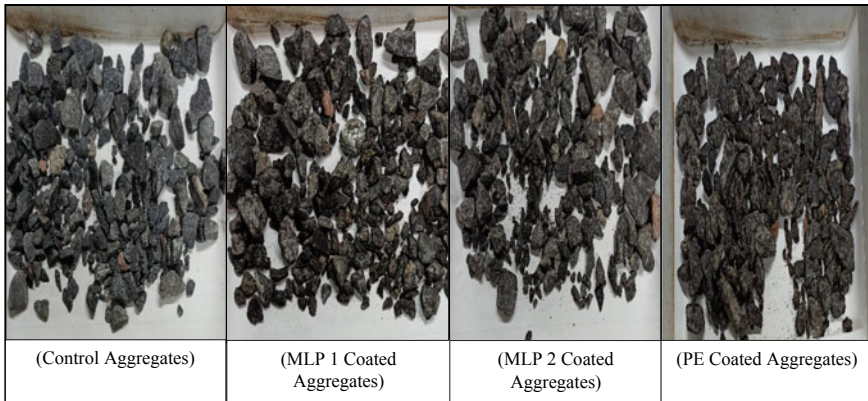 (Control Aggregates)
(MLP 1 Coated
Aggregates)
(MLP 2 Coated
Aggregates)
(PE Coated Aggregates)